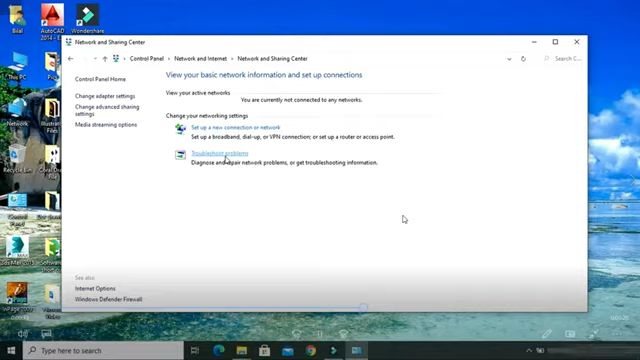 Bilal
AutoCAD
2014 - E...
Wondershare
Network and Sharing Center
Control Panel
Network and Internet
Network and Sharing Center
Search C...
Control Panel Home
Change adapter settings
Change advanced sharing
settings
Media streaming options
View your basic network information and set up connections
View your active networks
You are currently not connected to any networks.
Change your networking settings
Set up a new connection or network
Set up a broadband, dial-up, or VPN connection; or set up a router or access point.
Troubleshoot problems
Diagnose and repair network problems, or get troubleshooting information.
See also
Internet Options
Windows Defender Firewall
This PC
Network
Recycle Bin
Control
Panel
Type here to search